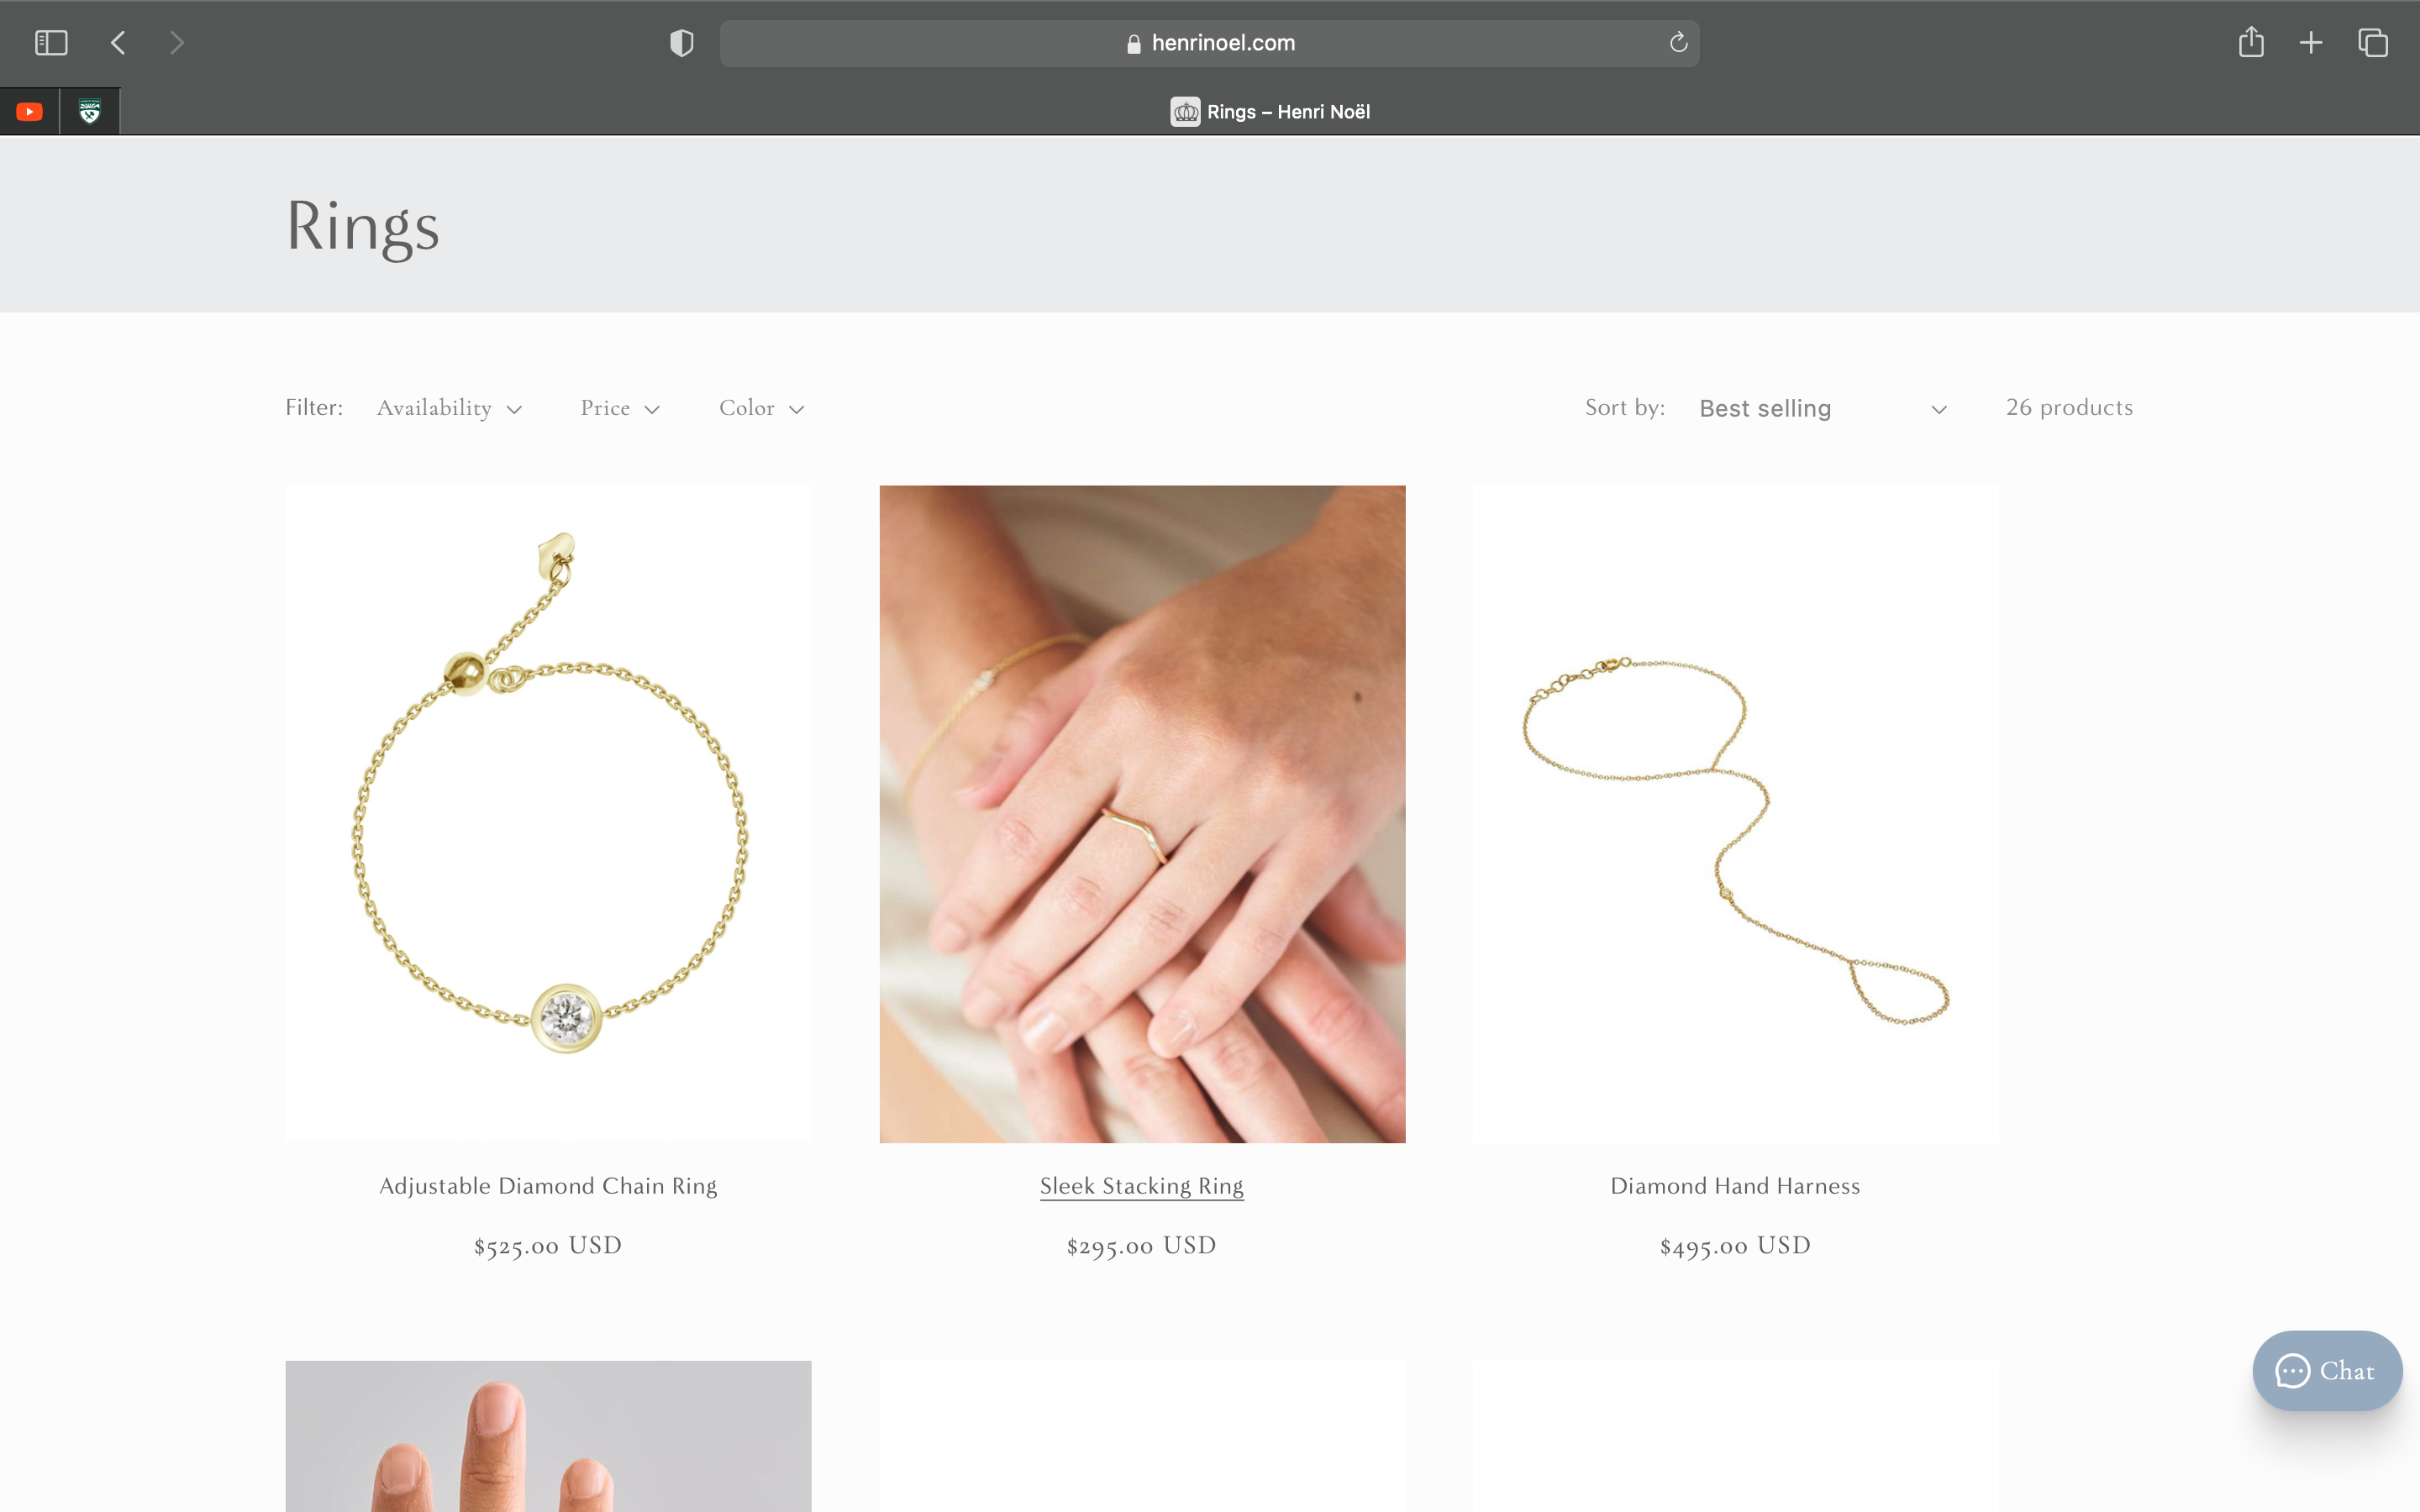 henrinoel.com
Rings – Henri Noël
Rings
Filter: Availability Price Color Sort by: Best selling 26 products
Adjustable Diamond Chain Ring
$525.00 USD
Sleek Stacking Ring
$295.00 USD
Diamond Hand Harness
$495.00 USD
Chat